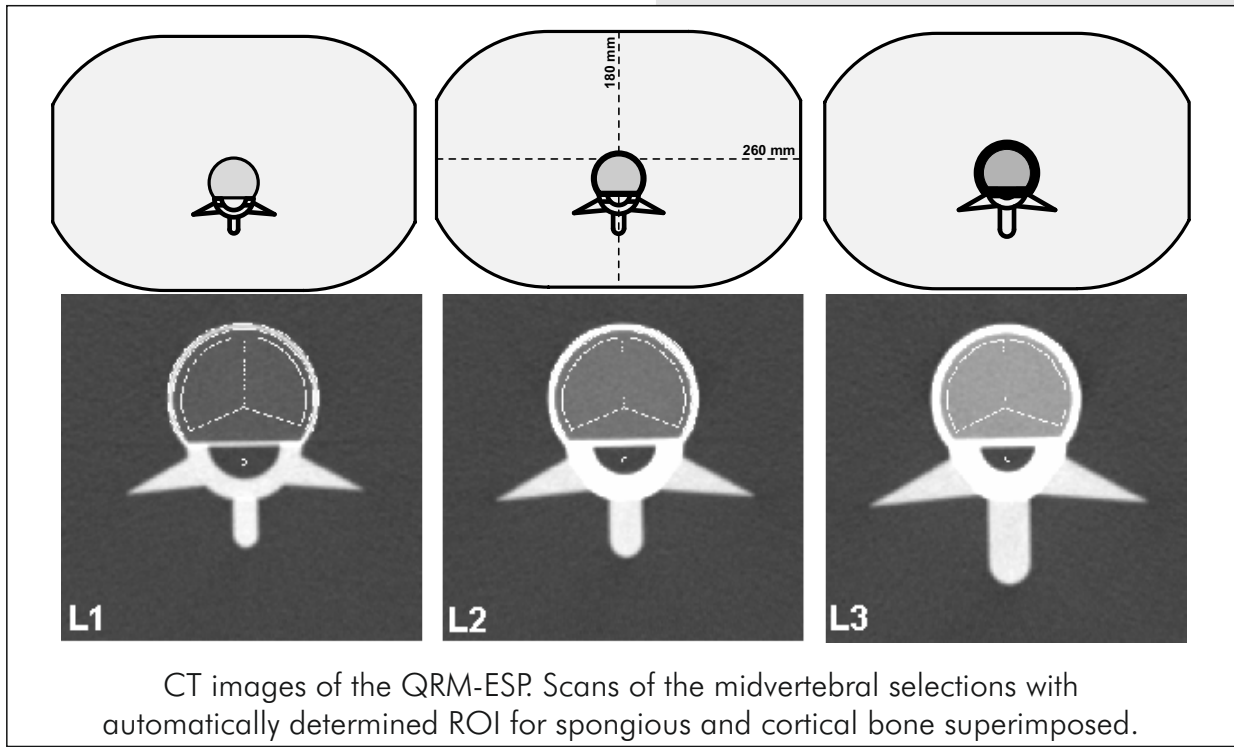 180 mm
260 mm
L1
L2
L3
CT images of the QRM-ESP. Scans of the midvertebral selections with
automatically determined ROI for spongious and cortical bone superimposed.